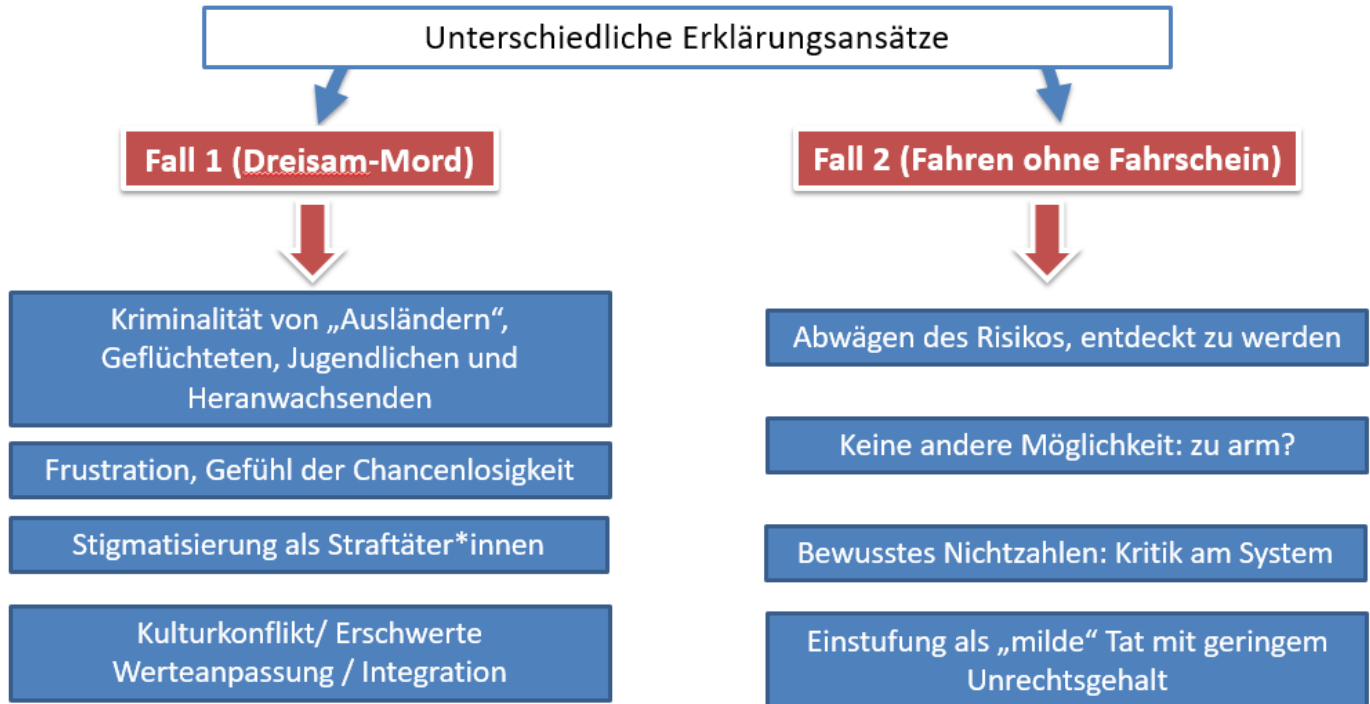 Unterschiedliche Erklärungsansätze
Fall 1 (Dreisam-Mord)
Kriminalität von „Ausländern“,
Geflüchteten, Jugendlichen und
Heranwachsenden
Frustration, Gefühl der Chancenlosigkeit
Stigmatisierung als Straftäter*innen
Kulturkonflikt/ Erschwerte
Werteanpassung / Integration
Fall 2 (Fahren ohne Fahrschein)
Abwägen des Risikos, entdeckt zu werden
Keine andere Möglichkeit: zu arm?
Bewusstes Nichtzahlen: Kritik am System
Einstufung als „milde“ Tat mit geringem
Unrechtsgehalt